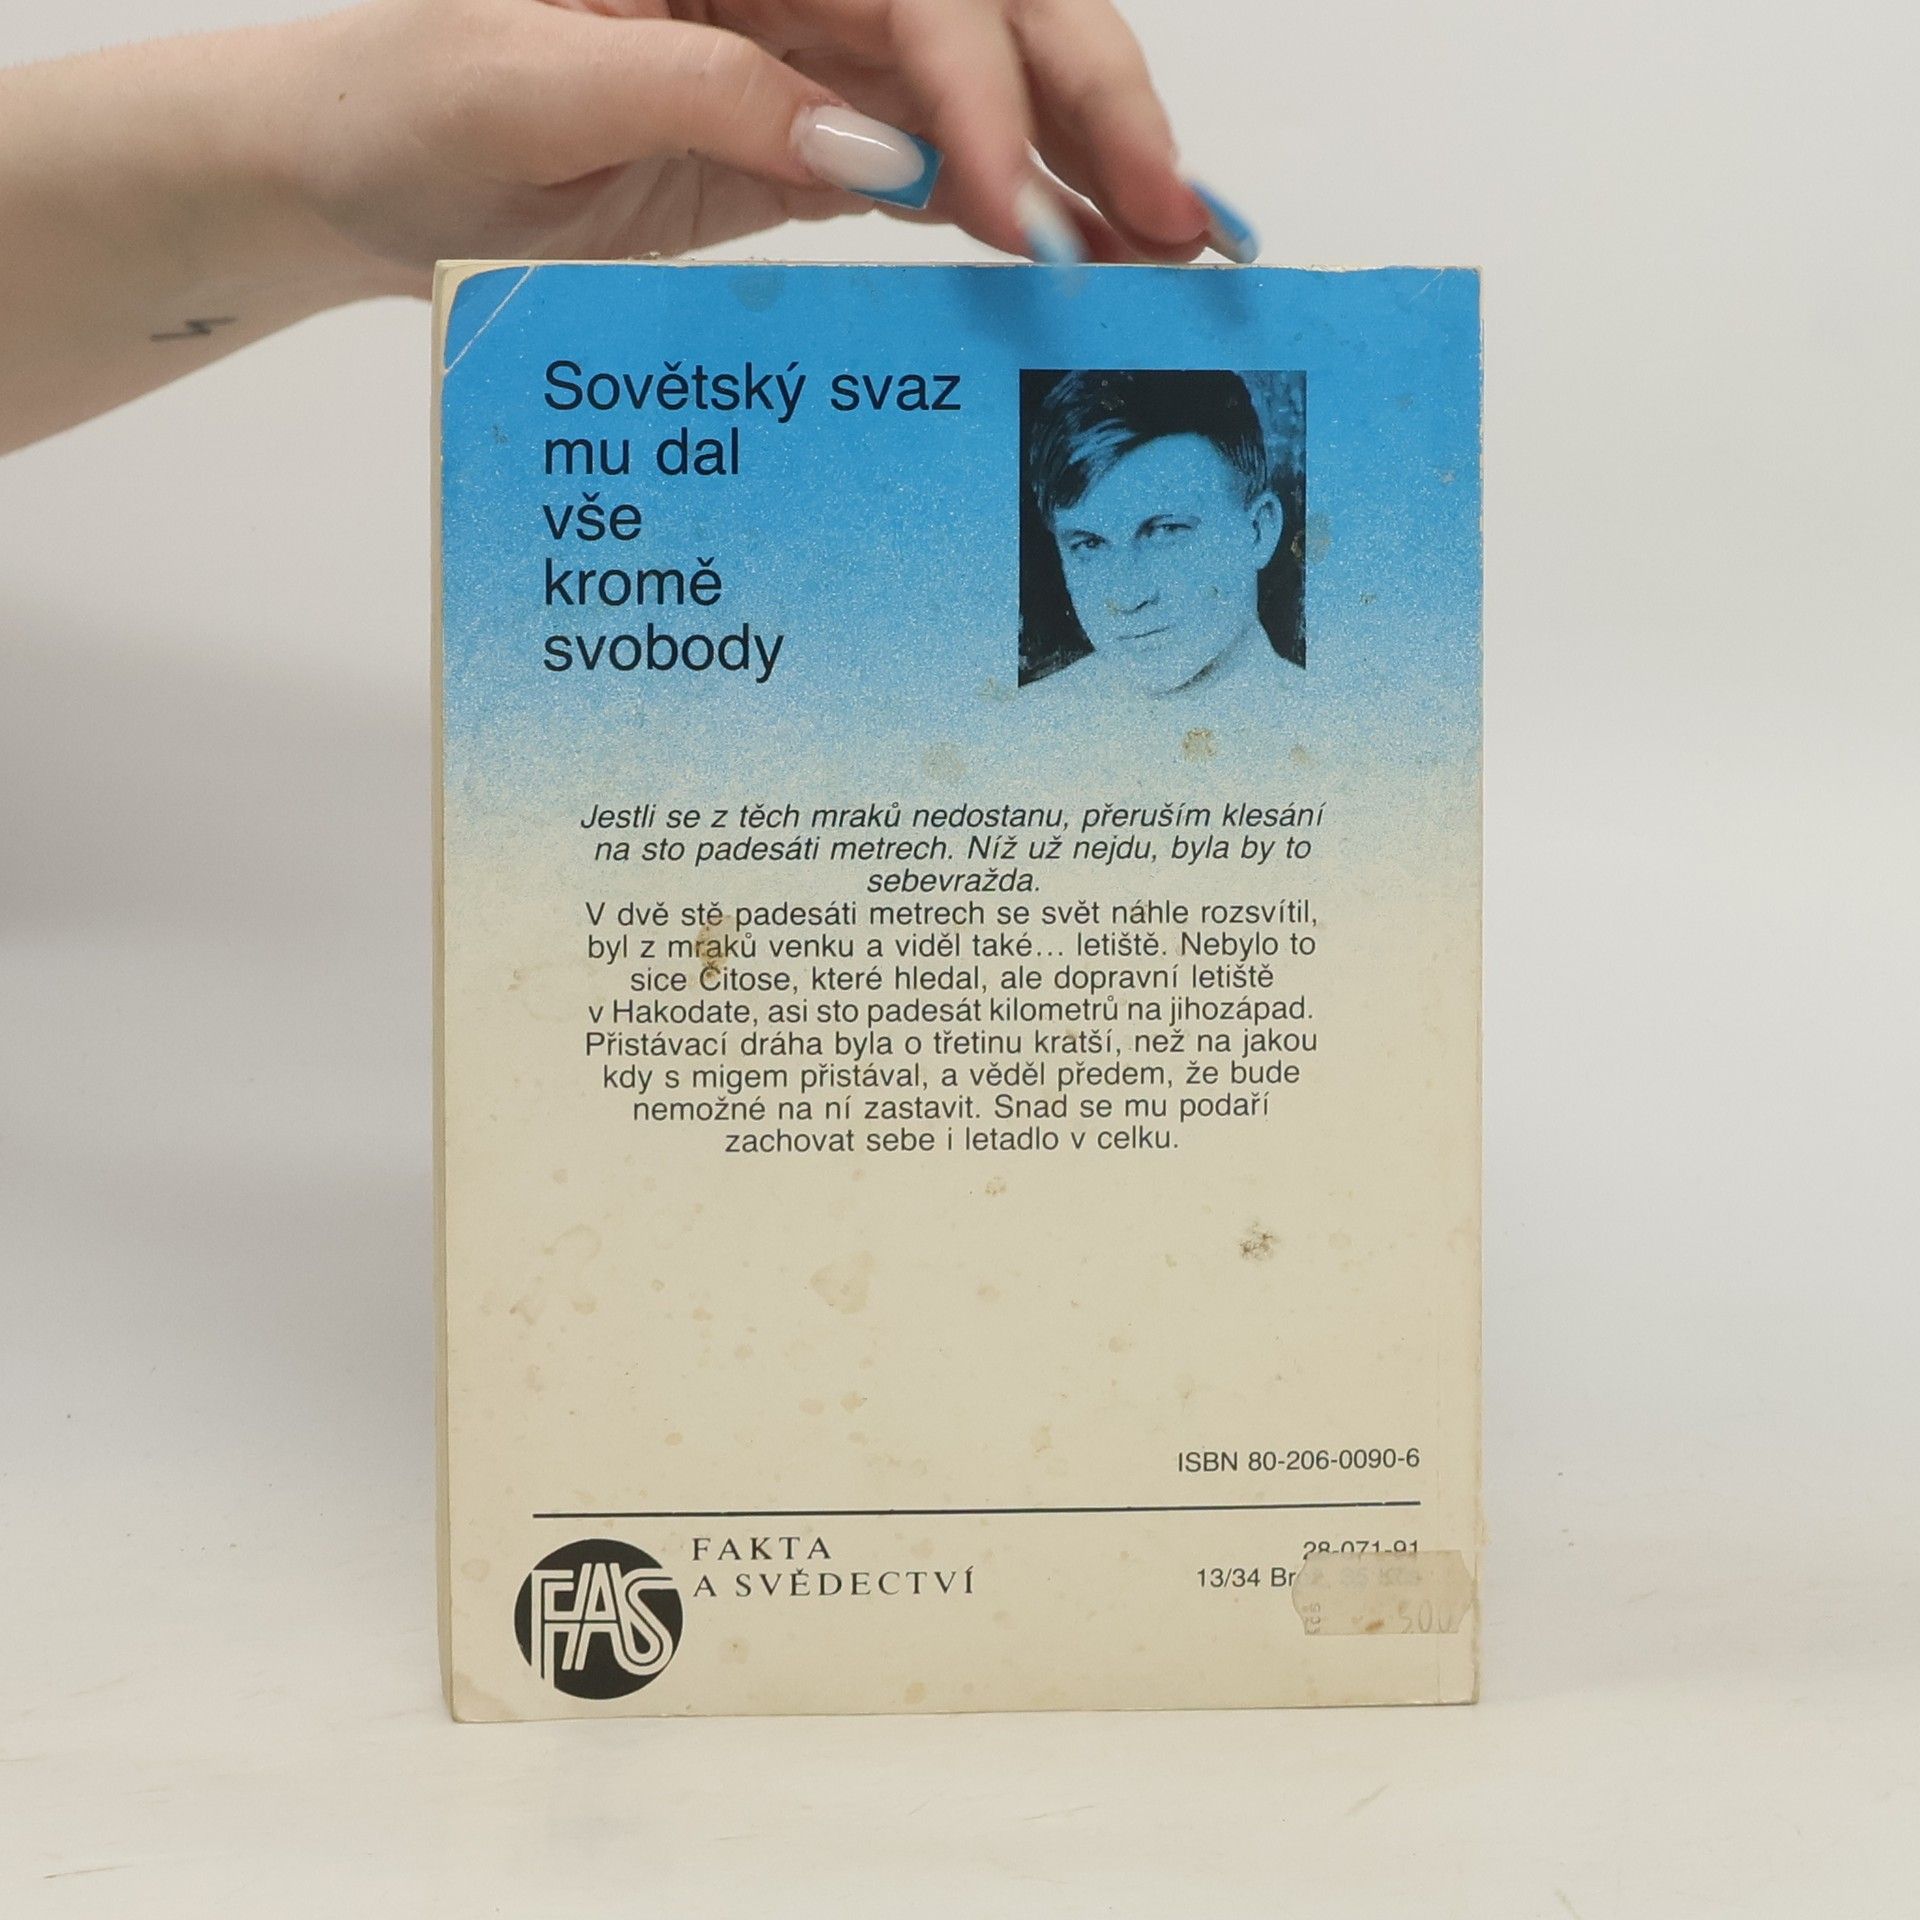 Sovětský svaz
mu dal
vše
kromě
svobody
Jestli se z těch mraků nedostanu, přeruším klesání
na sto padesáti metrech. Níž už nejdu, byla by to
sebevražda.
V dvě stě padesáti metrech se svět náhle rozsvítil,
byl z mraků venku a viděl také... letiště. Nebylo to
sice Čitose, které hledal, ale dopravní letiště
v Hakodate, asi sto padesát kilometrů na jihozápad.
Přistávací dráha byla o třetinu kratší, než na jakou
kdy s migem přistával, a věděl předem, že bude
nemožné na ní zastavit. Snad se mu podaří
zachovat sebe i letadlo v celku.
ISBN 80-206-0090-6
FAKTA
A SVĚDECTVÍ
FAS
28-071-91
13/34
Kčs
500